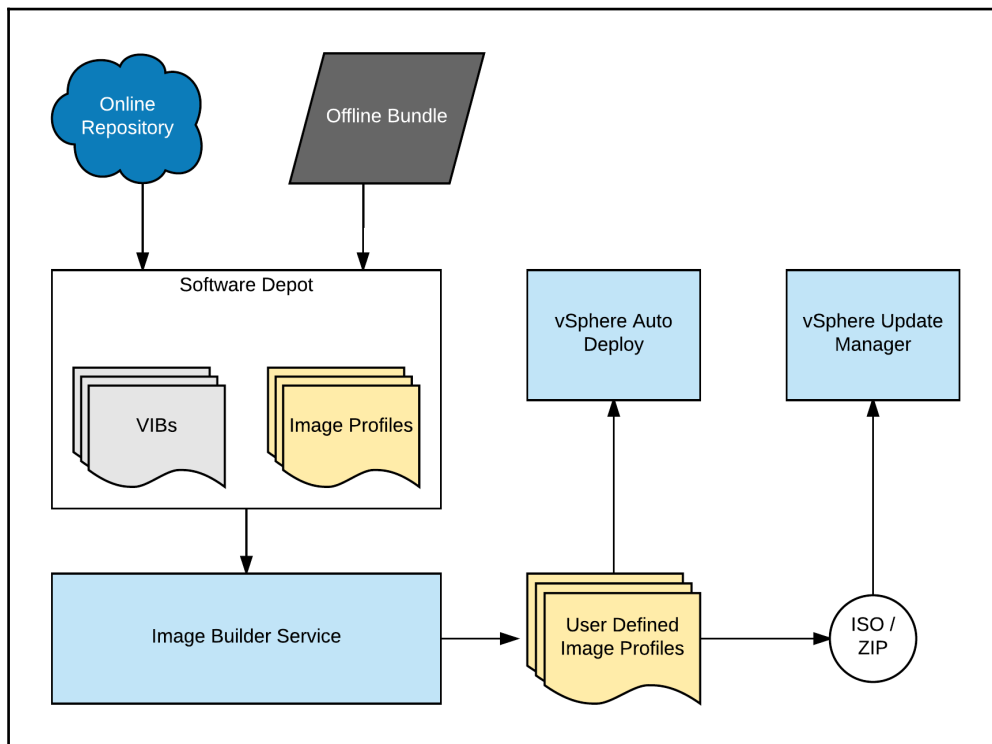 Online
Repository
Offline Bundle
Software Depot
VIBs
Image Profiles
vSphere Auto
Deploy
vSphere Update
Manager
Image Builder Service
User Defined
Image Profiles
ISO /
ZIP